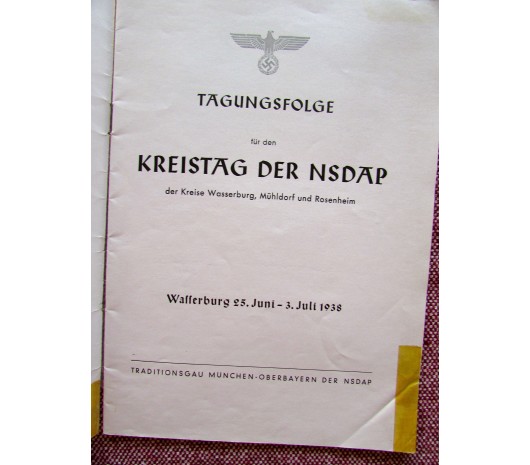 TAGUNGSFOLGE
für den
KREISTAG DER NSDAP
der Kreise Wasserburg, Mühldorf und Rosenheim
Waſſerburg 25. Juni – 3. Juli 1938
TRADITIONSGAU MÜNCHEN-OBERBAYERN DER NSDAP